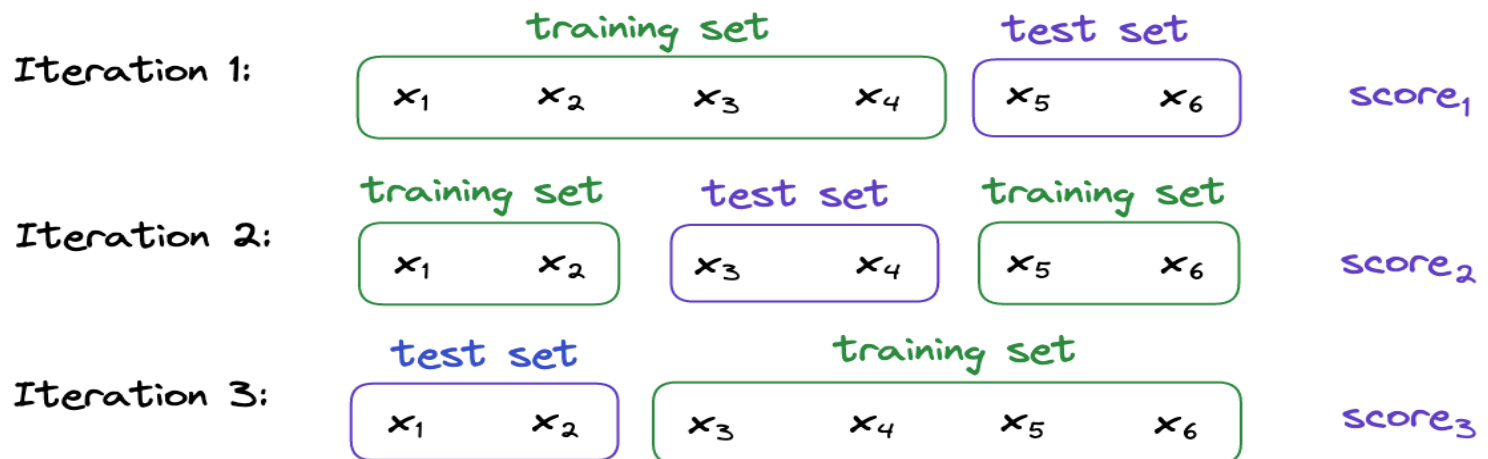 training set test set
Iteration 1: x₁ x₂ x₃ x₄ x₅ x₆ score₁
training set test set training set
Iteration 2: x₁ x₂ x₃ x₄ x₅ x₆ score₂
test set training set
Iteration 3: x₁ x₂ x₃ x₄ x₅ x₆ score₃